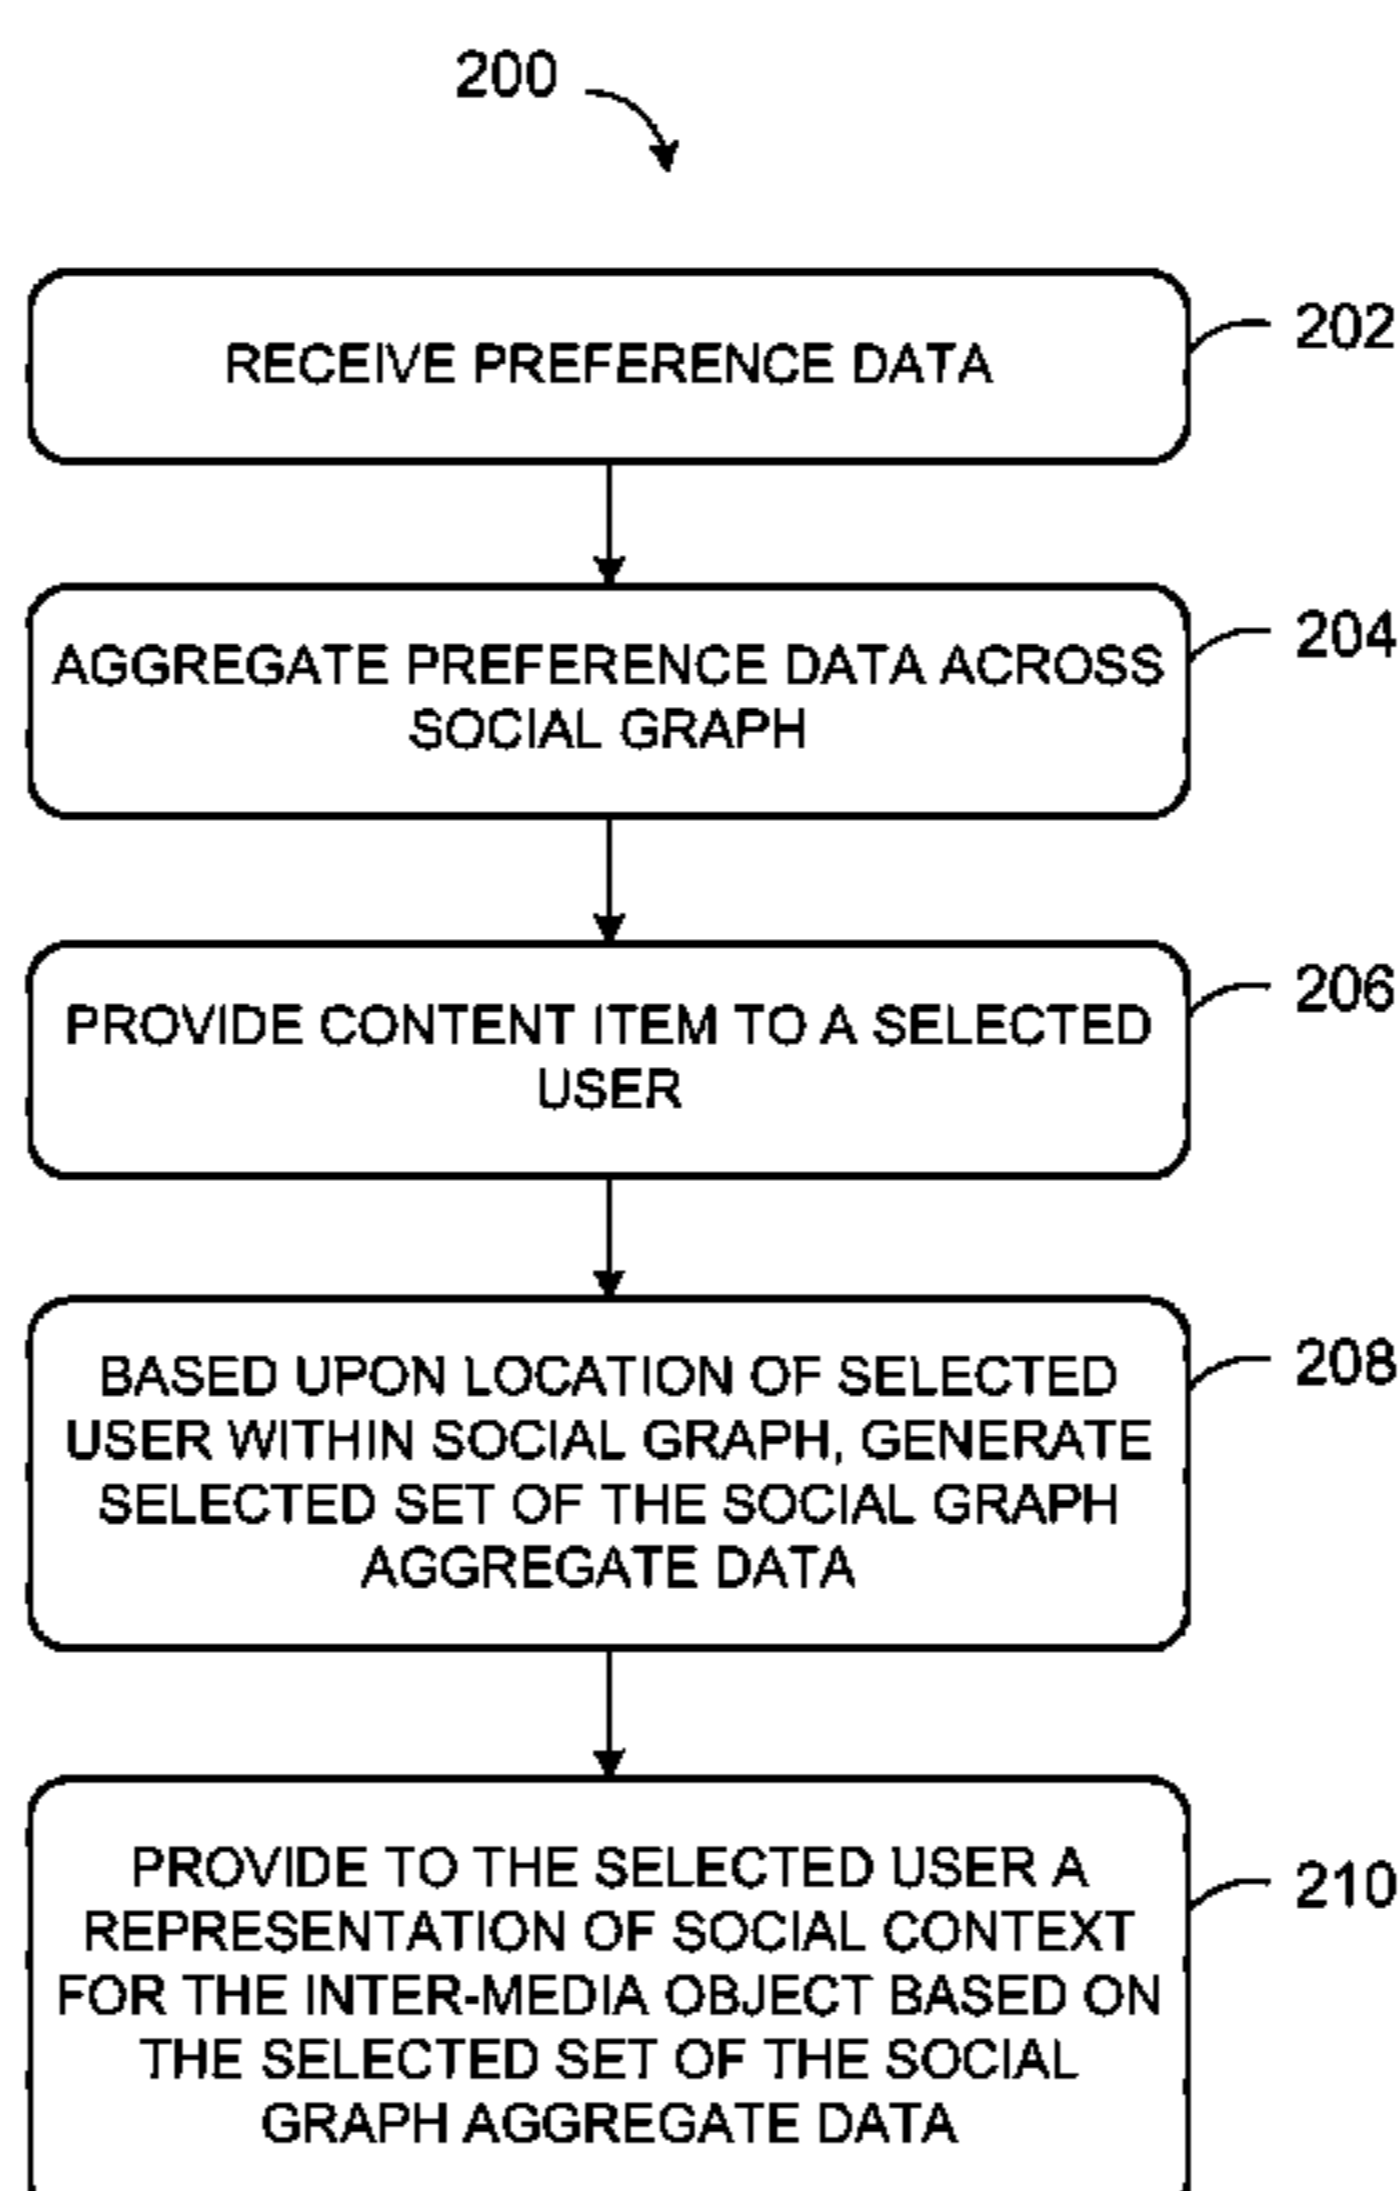 200
RECEIVE PREFERENCE DATA
202
AGGREGATE PREFERENCE DATA ACROSS
SOCIAL GRAPH
204
PROVIDE CONTENT ITEM TO A SELECTED
USER
206
BASED UPON LOCATION OF SELECTED
USER WITHIN SOCIAL GRAPH, GENERATE
SELECTED SET OF THE SOCIAL GRAPH
AGGREGATE DATA
208
PROVIDE TO THE SELECTED USER A
REPRESENTATION OF SOCIAL CONTEXT
FOR THE INTER-MEDIA OBJECT BASED ON
THE SELECTED SET OF THE SOCIAL
GRAPH AGGREGATE DATA
210